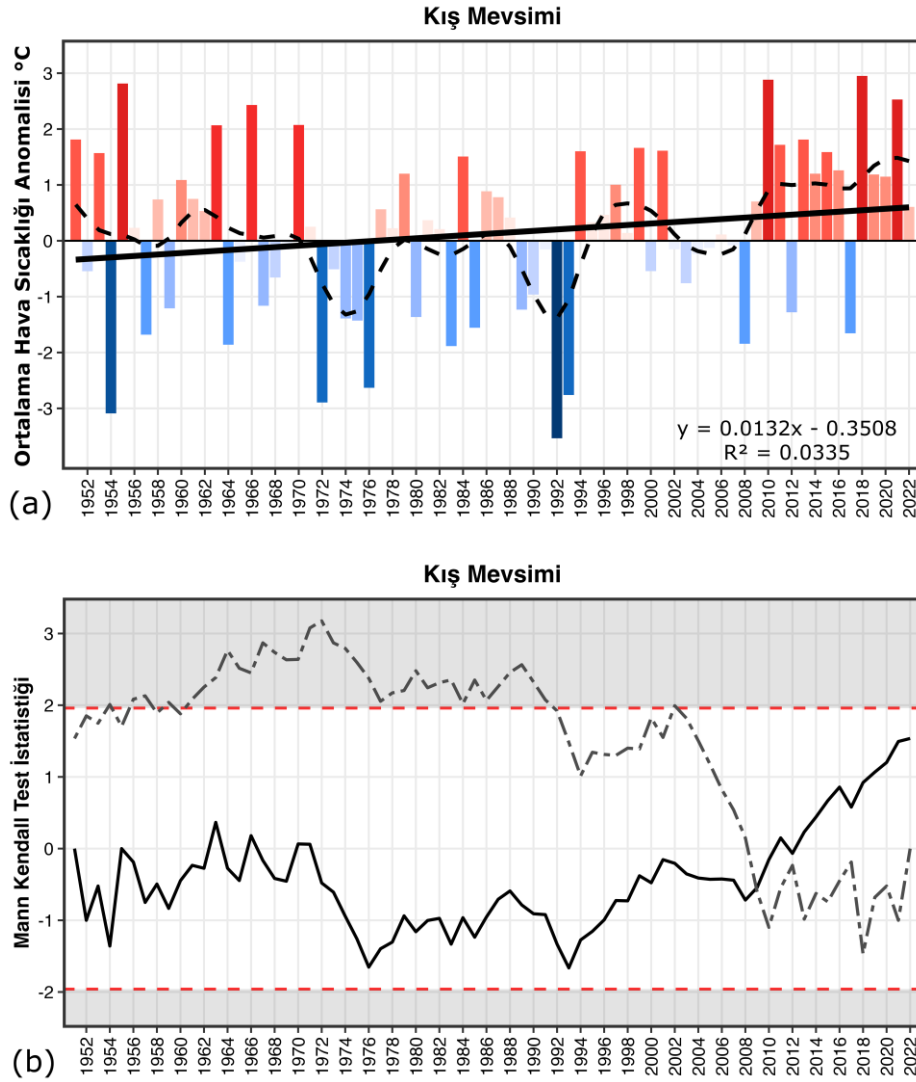 Kış Mevsimi
Ortalama Hava Sıcaklığı Anomalisi °C
3
2
1
0
-1
-2
-3
y = 0.0132x - 0.3508
R² = 0.0335
1952 1954 1956 1958 1960 1962 1964 1966 1968 1970 1972 1974 1976 1978 1980 1982 1984 1986 1988 1990 1992 1994 1996 1998 2000 2002 2004 2006 2008 2010 2012 2014 2016 2018 2020 2022
(a)
Kış Mevsimi
Mann Kendall Test İstatistiği
3
2
1
0
-1
-2
1952 1954 1956 1958 1960 1962 1964 1966 1968 1970 1972 1974 1976 1978 1980 1982 1984 1986 1988 1990 1992 1994 1996 1998 2000 2002 2004 2006 2008 2010 2012 2014 2016 2018 2020 2022
(b)